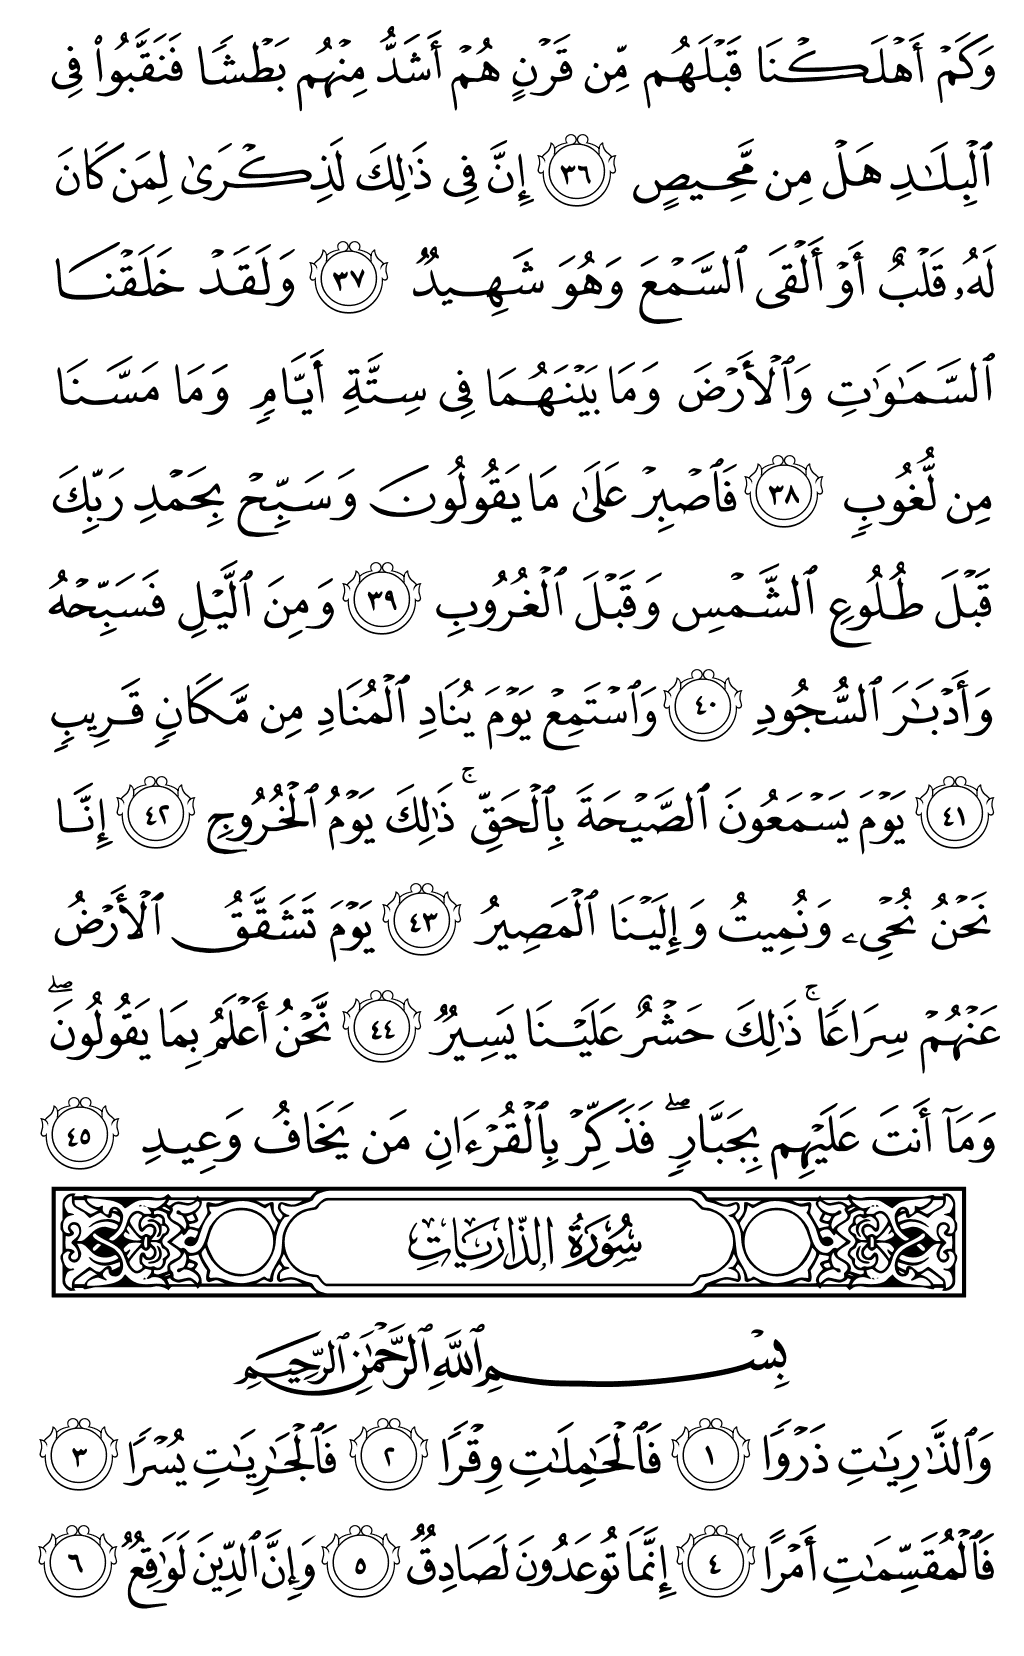 وَكَمۡ أَهۡلَكۡنَا قَبۡلَهُم مِّن قَرۡنٍ هُمۡ أَشَدُّ مِنۡهُم بَطۡشٗا فَنَقَّبُواْ فِي
ٱلۡبِلَٰدِ هَلۡ مِن مَّحِيصٍ ٣٦ إِنَّ فِي ذَٰلِكَ لَذِكۡرَىٰ لِمَن كَانَ
لَهُۥ قَلۡبٌ أَوۡ أَلۡقَى ٱلسَّمۡعَ وَهُوَ شَهِيدٞ ٣٧ وَلَقَدۡ خَلَقۡنَا
ٱلسَّمَٰوَٰتِ وَٱلۡأَرۡضَ وَمَا بَيۡنَهُمَا فِي سِتَّةِ أَيَّامٖ وَمَا مَسَّنَا
مِن لُّغُوبٖ ٣٨ فَٱصۡبِرۡ عَلَىٰ مَا يَقُولُونَ وَسَبِّحۡ بِحَمۡدِ رَبِّكَ
قَبۡلَ طُلُوعِ ٱلشَّمۡسِ وَقَبۡلَ ٱلۡغُرُوبِ ٣٩ وَمِنَ ٱلَّيۡلِ فَسَبِّحۡهُ
وَأَدۡبَٰرَ ٱلسُّجُودِ ٤٠ وَٱسۡتَمِعۡ يَوۡمَ يُنَادِ ٱلۡمُنَادِ مِن مَّكَانٖ قَرِيبٖ
٤١ يَوۡمَ يَسۡمَعُونَ ٱلصَّيۡحَةَ بِٱلۡحَقِّۚ ذَٰلِكَ يَوۡمُ ٱلۡخُرُوجِ ٤٢ إِنَّا
نَحۡنُ نُحۡيِۦ وَنُمِيتُ وَإِلَيۡنَا ٱلۡمَصِيرُ ٤٣ يَوۡمَ تَشَقَّقُ ٱلۡأَرۡضُ
عَنۡهُمۡ سِرَاعٗاۚ ذَٰلِكَ حَشۡرٌ عَلَيۡنَا يَسِيرٞ ٤٤ نَّحۡنُ أَعۡلَمُ بِمَا يَقُولُونَۖ
وَمَآ أَنتَ عَلَيۡهِم بِجَبَّارٖۖ فَذَكِّرۡ بِٱلۡقُرۡءَانِ مَن يَخَافُ وَعِيدِ ٤٥
سُورَةُ الذَّارِيَاتِ
بِسۡمِ ٱللَّهِ ٱلرَّحۡمَٰنِ ٱلرَّحِيمِ
وَٱلذَّٰرِيَٰتِ ذَرۡوٗا ١ فَٱلۡحَٰمِلَٰتِ وِقۡرٗا ٢ فَٱلۡجَٰرِيَٰتِ يُسۡرٗا ٣
فَٱلۡمُقَسِّمَٰتِ أَمۡرًا ٤ إِنَّمَا تُوعَدُونَ لَصَادِقٞ ٥ وَإِنَّ ٱلدِّينَ لَوَٰقِعٞ ٦